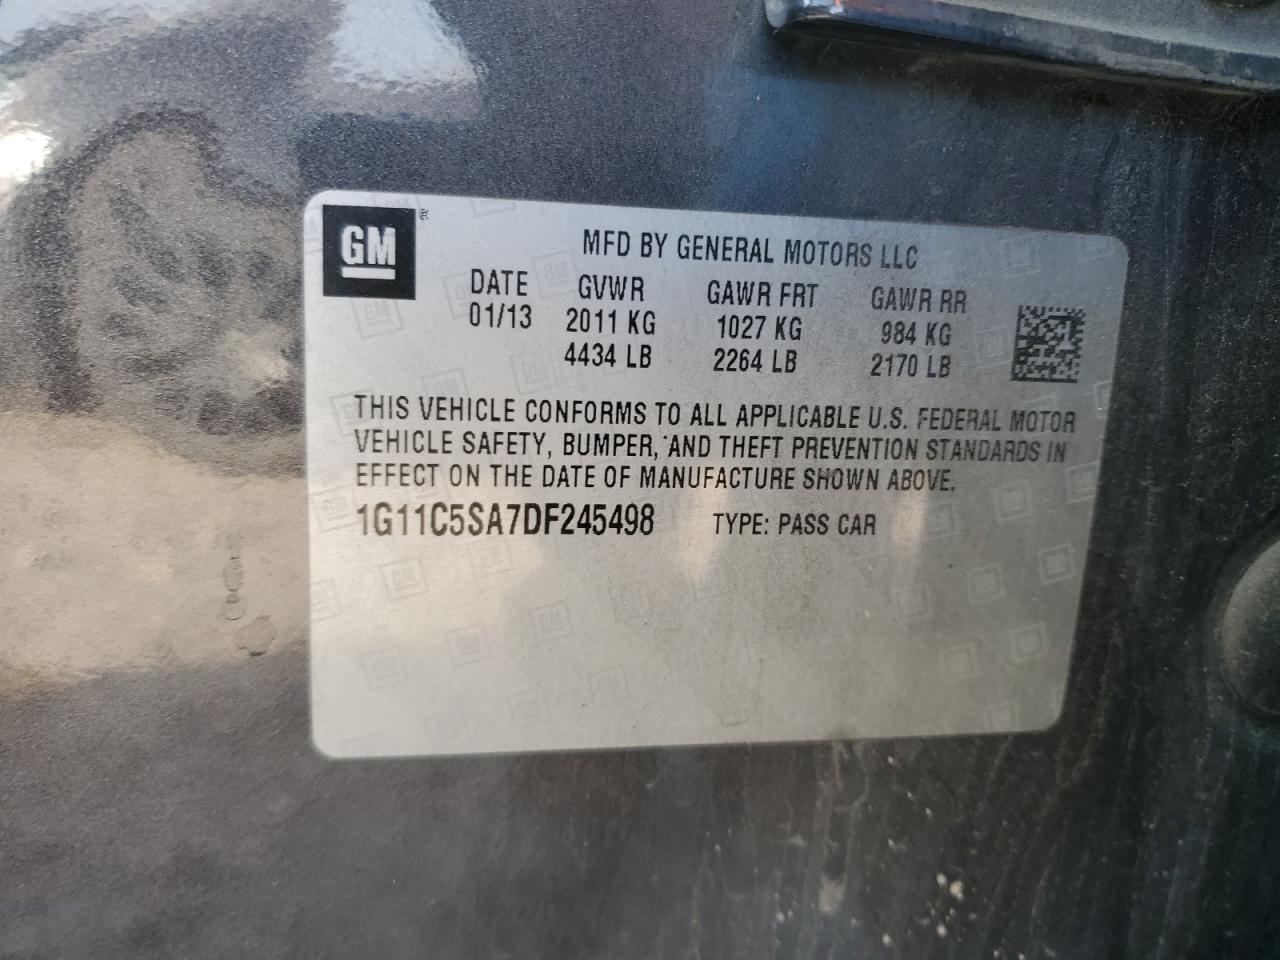 GM ®
MFD BY GENERAL MOTORS LLC
DATE GVWR GAWR FRT GAWR RR
01/13 2011 KG 1027 KG 984 KG
4434 LB 2264 LB 2170 LB
THIS VEHICLE CONFORMS TO ALL APPLICABLE U.S. FEDERAL MOTOR
VEHICLE SAFETY, BUMPER, AND THEFT PREVENTION STANDARDS IN
EFFECT ON THE DATE OF MANUFACTURE SHOWN ABOVE.
1G11C5SA7DF245498 TYPE: PASS CAR